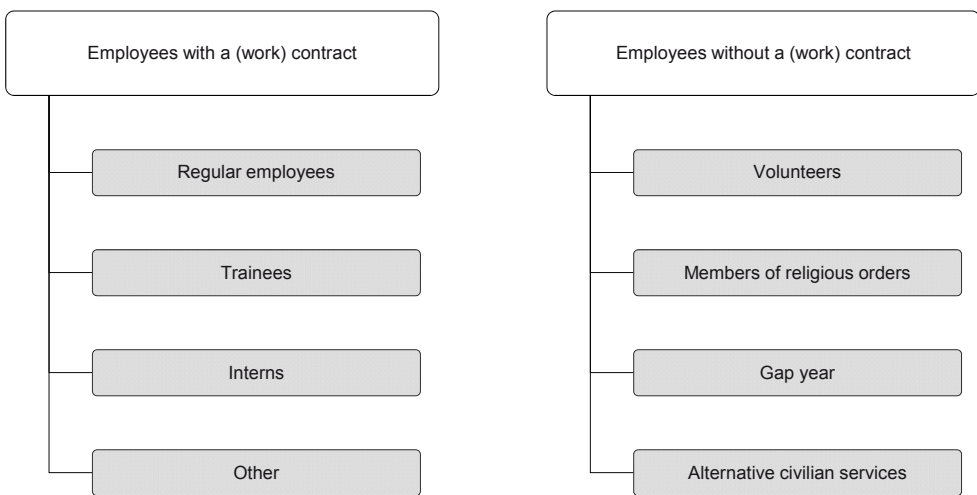 Employees with a (work) contract
Regular employees
Trainees
Interns
Other
Employees without a (work) contract
Volunteers
Members of religious orders
Gap year
Alternative civilian services